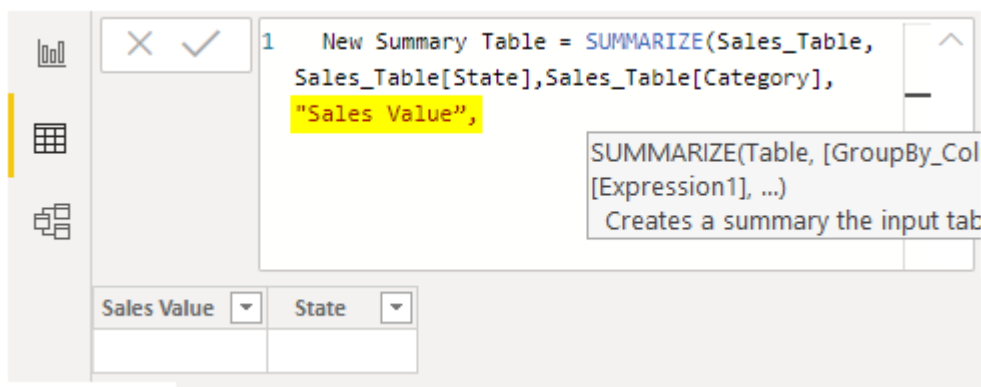 1 New Summary Table = SUMMARIZE(Sales_Table,
Sales_Table[State],Sales_Table[Category],
"Sales Value”,
SUMMARIZE(Table, [GroupBy_Col
[Expression1], ...)
Creates a summary the input tab
Sales Value State